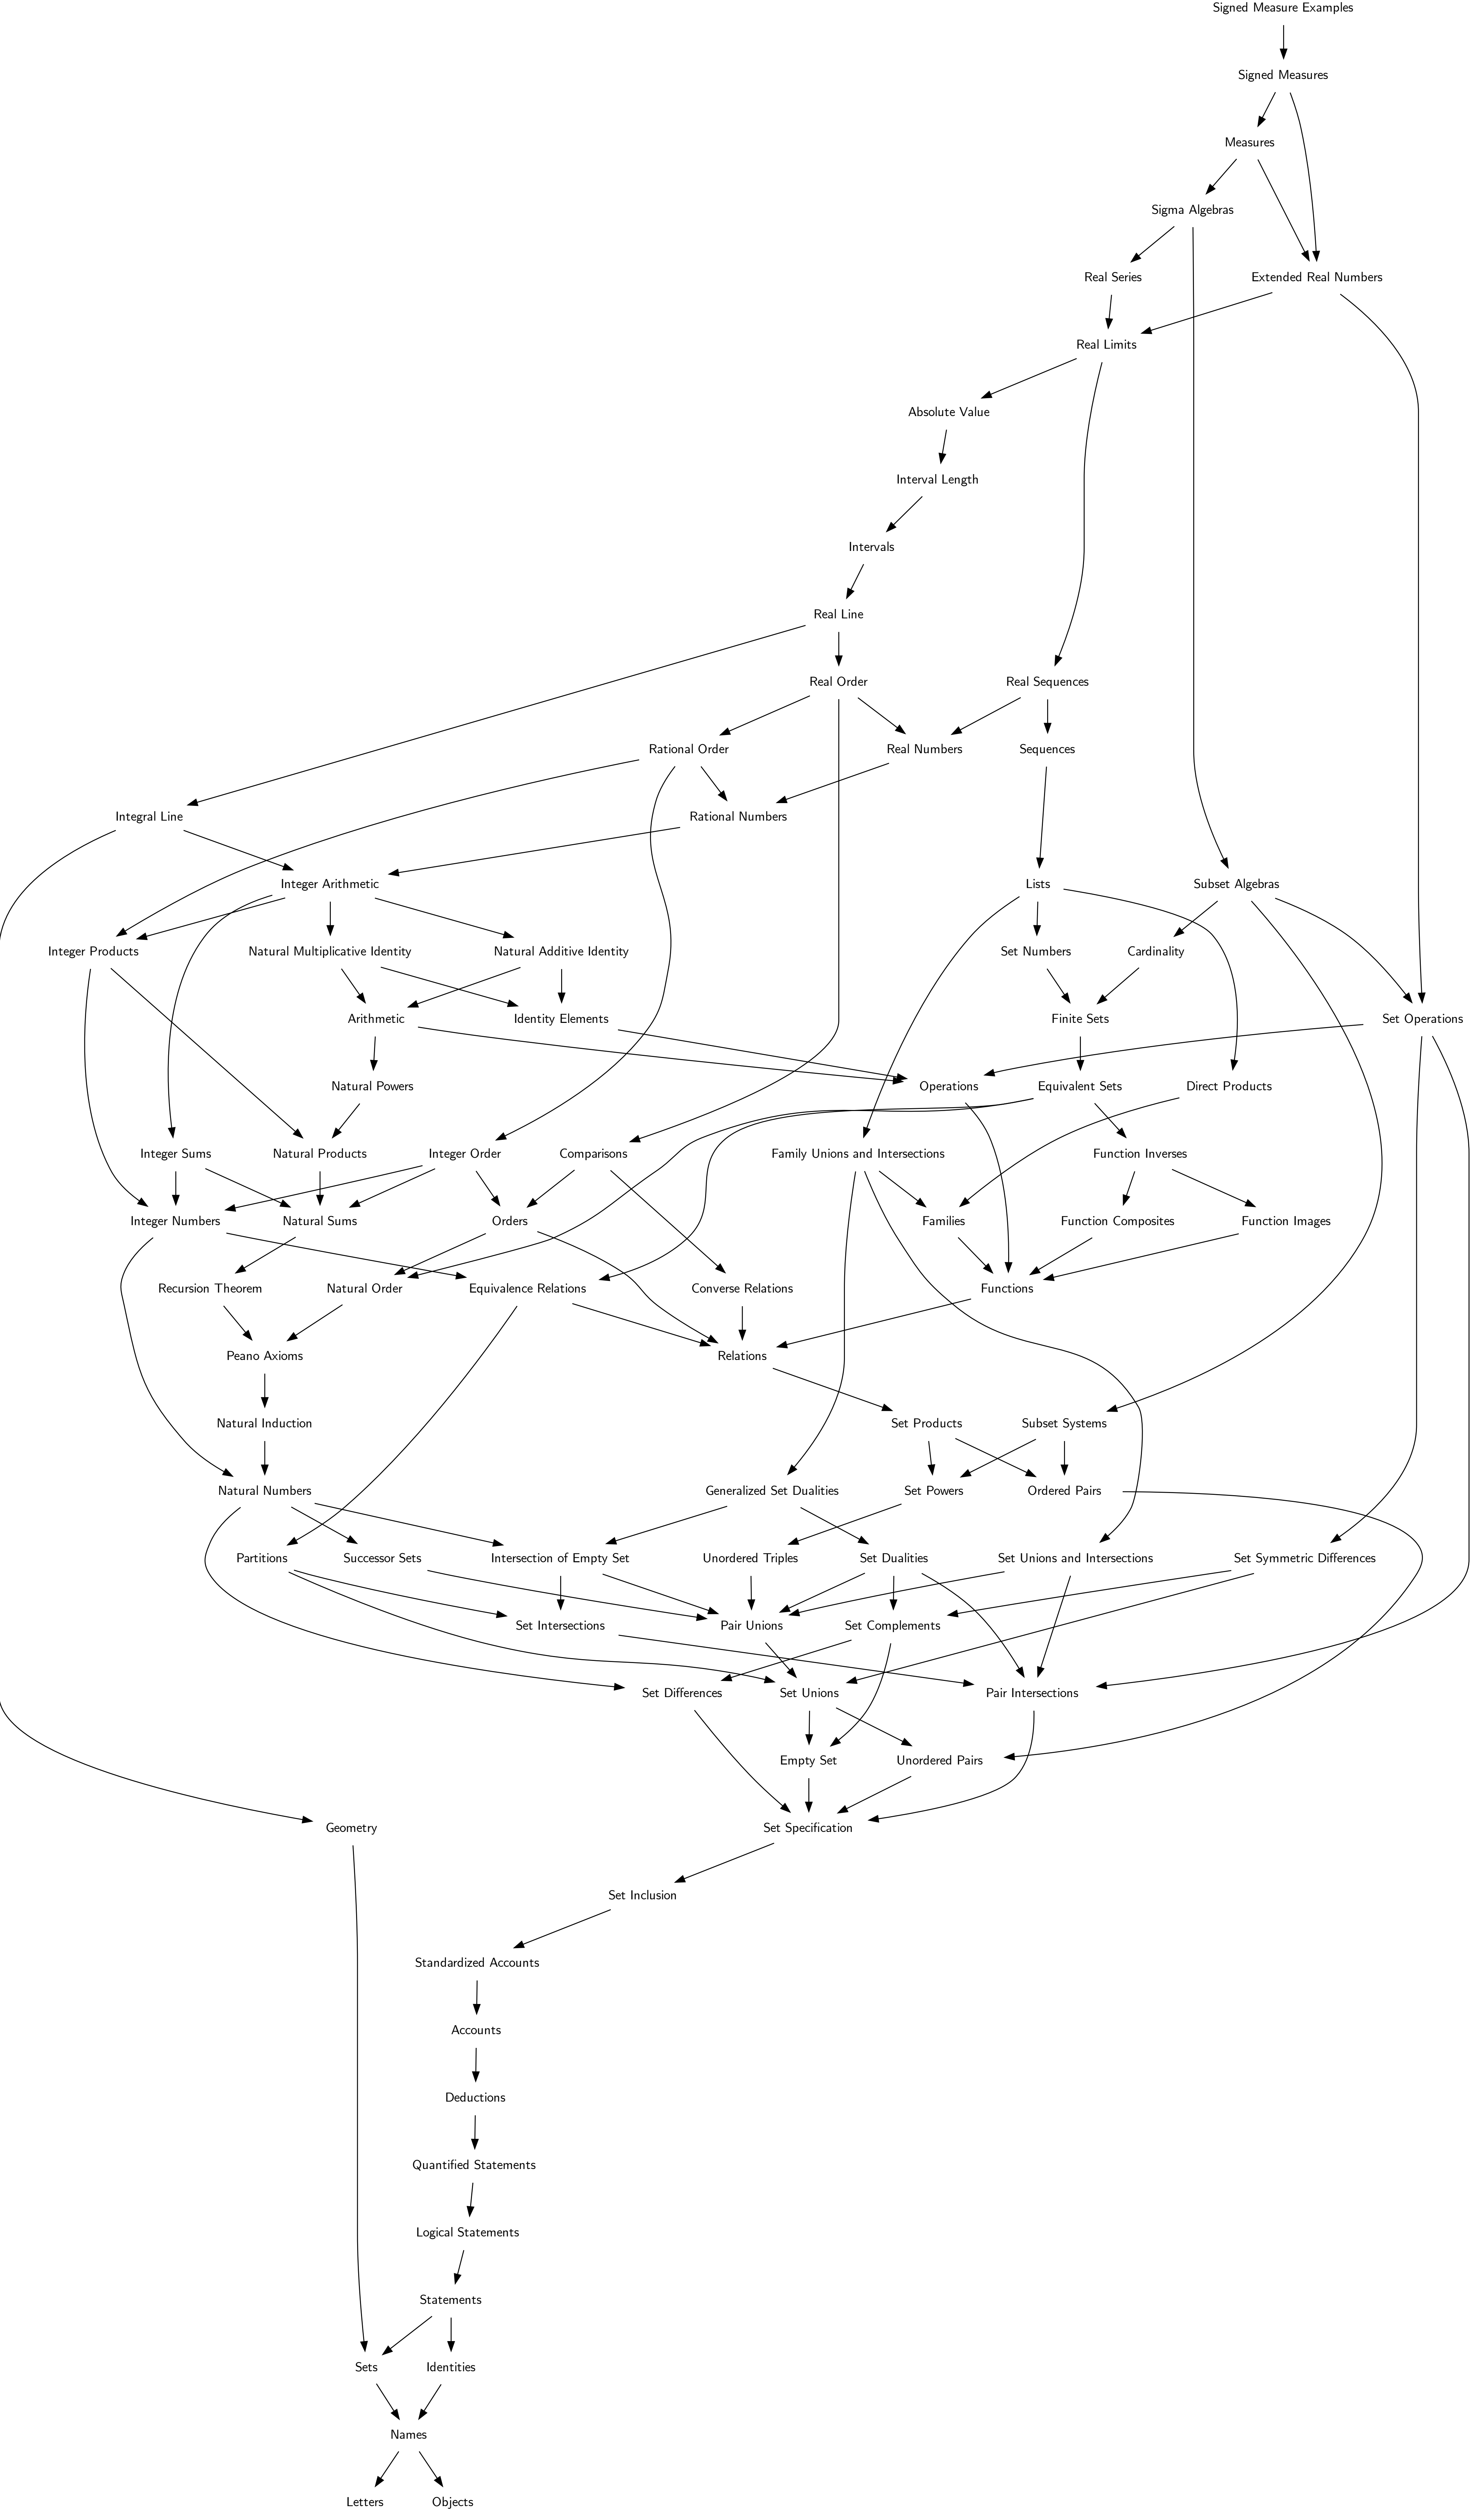 Signed Measure Examples
Signed Measures
Measures
Sigma Algebras
Real Series
Extended Real Numbers
Real Limits
Absolute Value
Interval Length
Intervals
Real Line
Real Order
Real Sequences
Rational Order
Real Numbers
Sequences
Integral Line
Rational Numbers
Integer Arithmetic
Lists
Subset Algebras
Integer Products
Natural Multiplicative Identity
Natural Additive Identity
Set Numbers
Cardinality
Arithmetic
Identity Elements
Finite Sets
Set Operations
Natural Powers
Operations
Equivalent Sets
Direct Products
Integer Sums
Natural Products
Integer Order
Comparisons
Family Unions and Intersections
Function Inverses
Integer Numbers
Natural Sums
Orders
Families
Function Composites
Function Images
Recursion Theorem
Natural Order
Equivalence Relations
Converse Relations
Functions
Peano Axioms
Relations
Natural Induction
Set Products
Subset Systems
Natural Numbers
Generalized Set Dualities
Set Powers
Ordered Pairs
Partitions
Successor Sets
Intersection of Empty Set
Unordered Triples
Set Dualities
Set Unions and Intersections
Set Symmetric Differences
Set Intersections
Pair Unions
Set Complements
Set Differences
Set Unions
Pair Intersections
Empty Set
Unordered Pairs
Geometry
Set Specification
Set Inclusion
Standardized Accounts
Accounts
Deductions
Quantified Statements
Logical Statements
Statements
Sets
Identities
Names
Letters
Objects